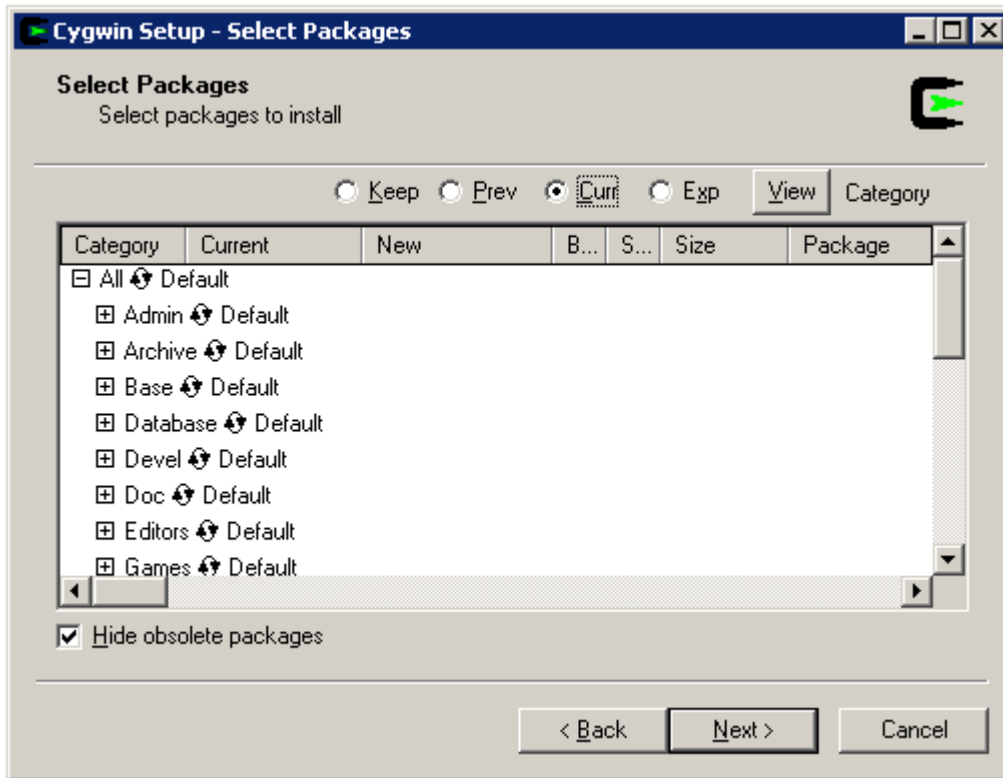 Cygwin Setup - Select Packages
Select Packages
Select packages to install
Keep Prev Curr Exp View Category
Category Current New B... S... Size Package
All Default
Admin Default
Archive Default
Base Default
Database Default
Devel Default
Doc Default
Editors Default
Games Default
Hide obsolete packages
< Back Next > Cancel